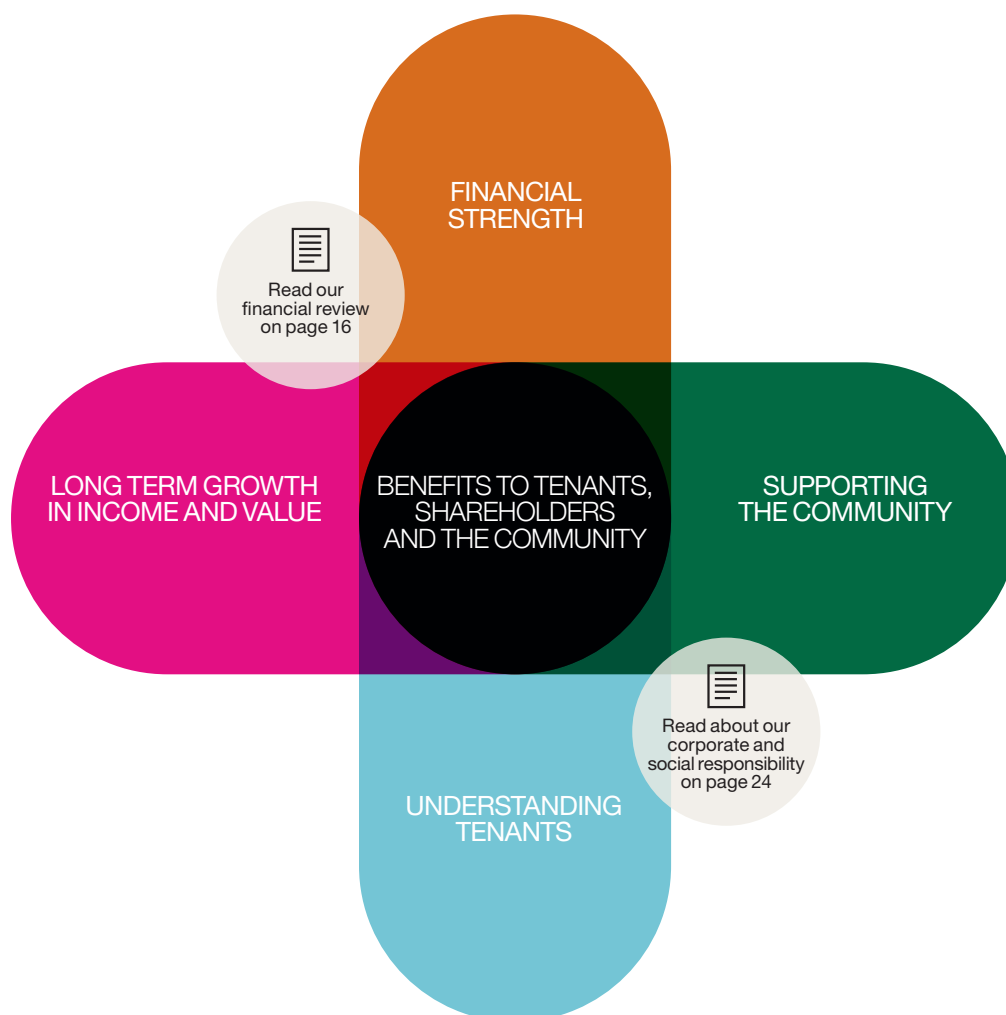 FINANCIAL
STRENGTH
Read our
financial review
on page 16
LONG TERM GROWTH
IN INCOME AND VALUE
BENEFITS TO TENANTS,
SHAREHOLDERS
AND THE COMMUNITY
SUPPORTING
THE COMMUNITY
Read about our
corporate and
social responsibility
on page 24
UNDERSTANDING
TENANTS